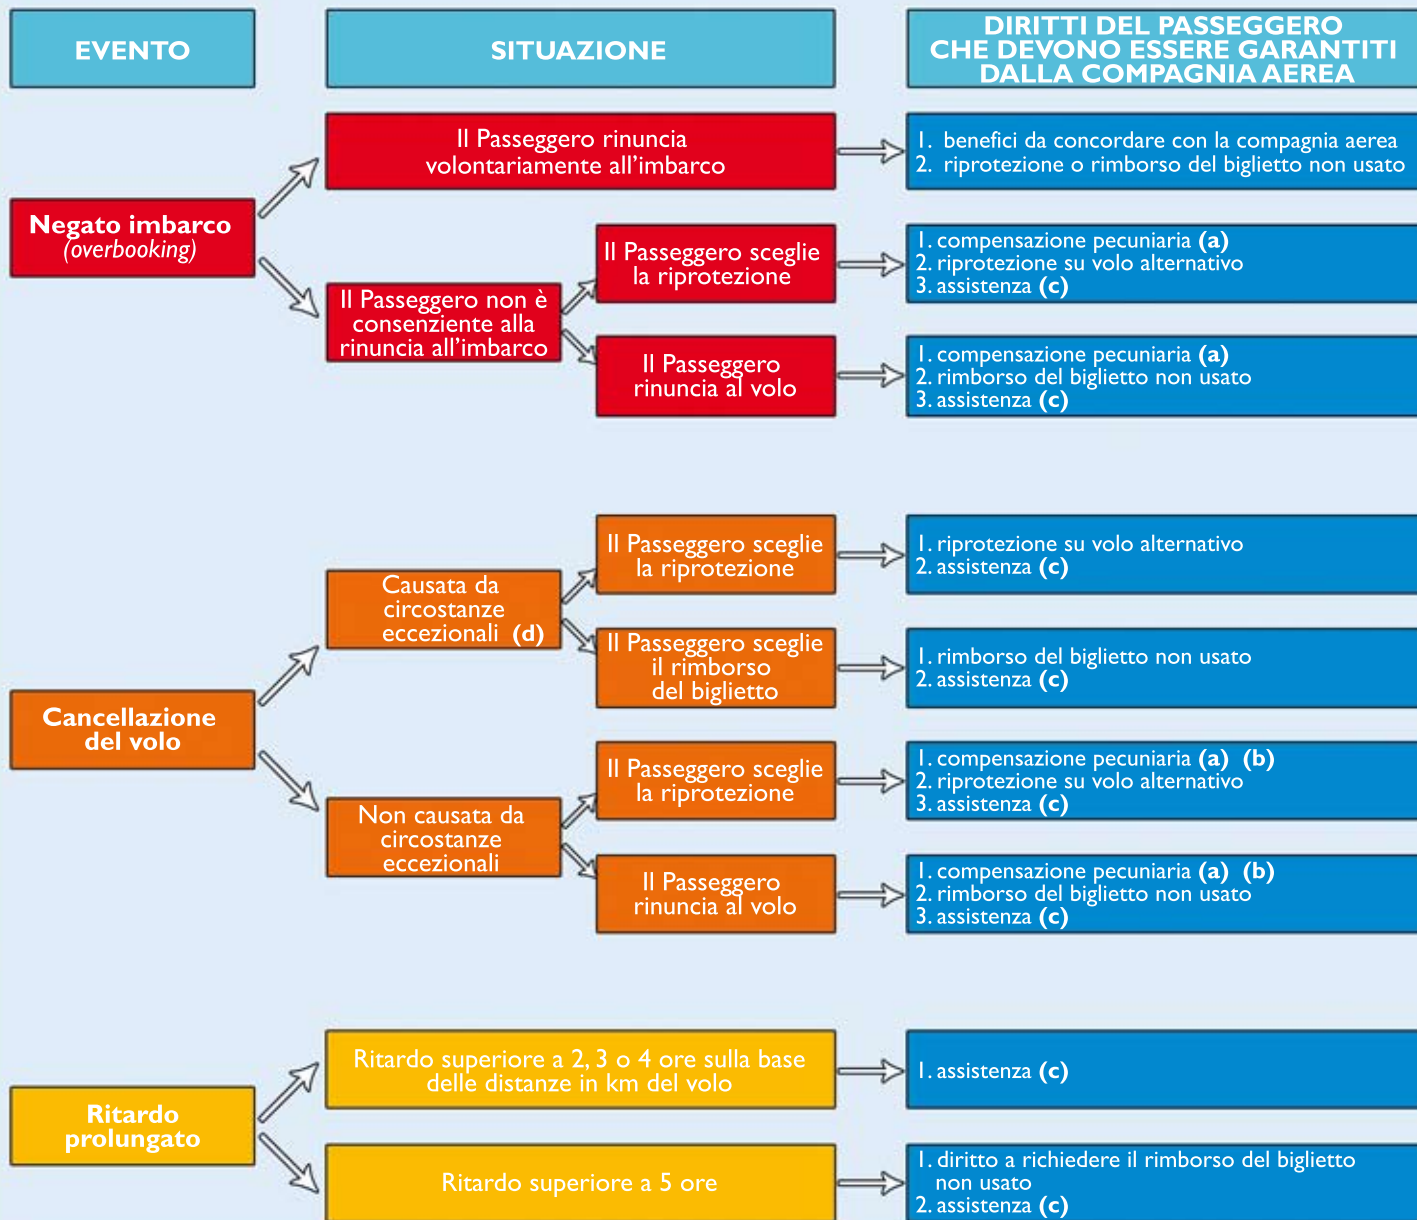 EVENTO
SITUAZIONE
DIRITTI DEL PASSEGGERO
CHE DEVONO ESSERE GARANTITI
DALLA COMPAGNIA AEREA
Negato imbarco
(overbooking)
Il Passeggero rinuncia
volontariamente all'imbarco
1. benefici da concordare con la compagnia aerea
2. riprotezione o rimborso del biglietto non usato
Il Passeggero non è
consenziente alla
rinuncia all'imbarco
Il Passeggero sceglie
la riprotezione
1. compensazione pecuniaria (a)
2. riprotezione su volo alternativo
3. assistenza (c)
Il Passeggero
rinuncia al volo
1. compensazione pecuniaria (a)
2. rimborso del biglietto non usato
3. assistenza (c)
Cancellazione
del volo
Causata da
circostanze
eccezionali (d)
Il Passeggero sceglie
la riprotezione
1. riprotezione su volo alternativo
2. assistenza (c)
Il Passeggero sceglie
il rimborso
del biglietto
1. rimborso del biglietto non usato
2. assistenza (c)
Non causata da
circostanze
eccezionali
Il Passeggero sceglie
la riprotezione
1. compensazione pecuniaria (a) (b)
2. riprotezione su volo alternativo
3. assistenza (c)
Il Passeggero
rinuncia al volo
1. compensazione pecuniaria (a) (b)
2. rimborso del biglietto non usato
3. assistenza (c)
Ritardo
prolungato
Ritardo superiore a 2, 3 o 4 ore sulla base
delle distanze in km del volo
1. assistenza (c)
Ritardo superiore a 5 ore
1. diritto a richiedere il rimborso del biglietto
non usato
2. assistenza (c)